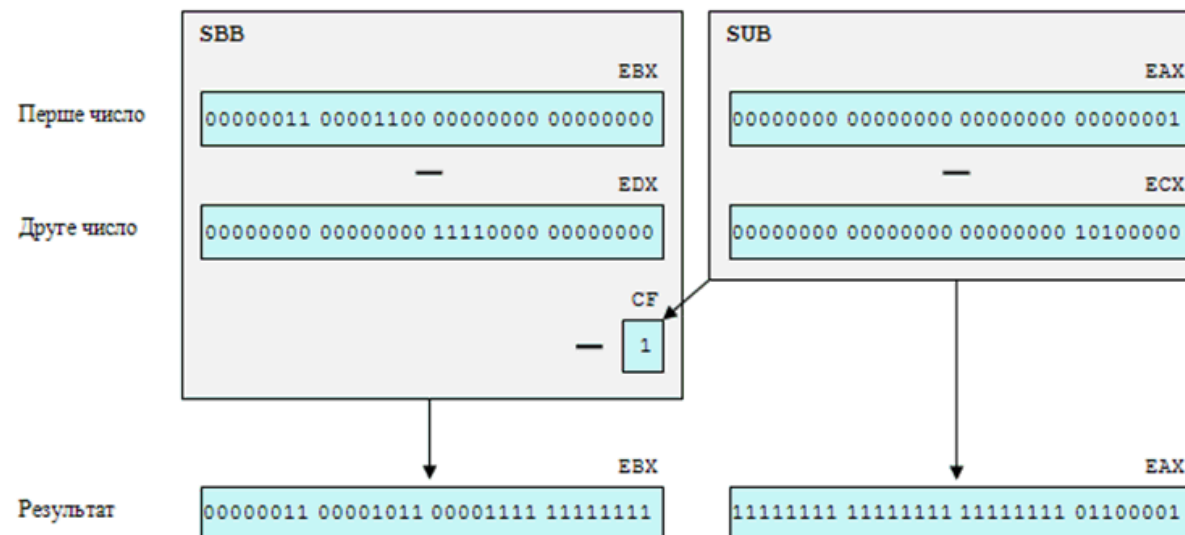 SBB SUB
EBX EAX
Перше число 00000011 00001100 00000000 00000000 00000000 00000000 00000000 00000001
— —
EDX ECX
Друге число 00000000 00000000 11110000 00000000 00000000 00000000 00000000 10100000
CF
— 1
EBX EAX
Результат 00000011 00001011 00001111 11111111 11111111 11111111 11111111 01100001